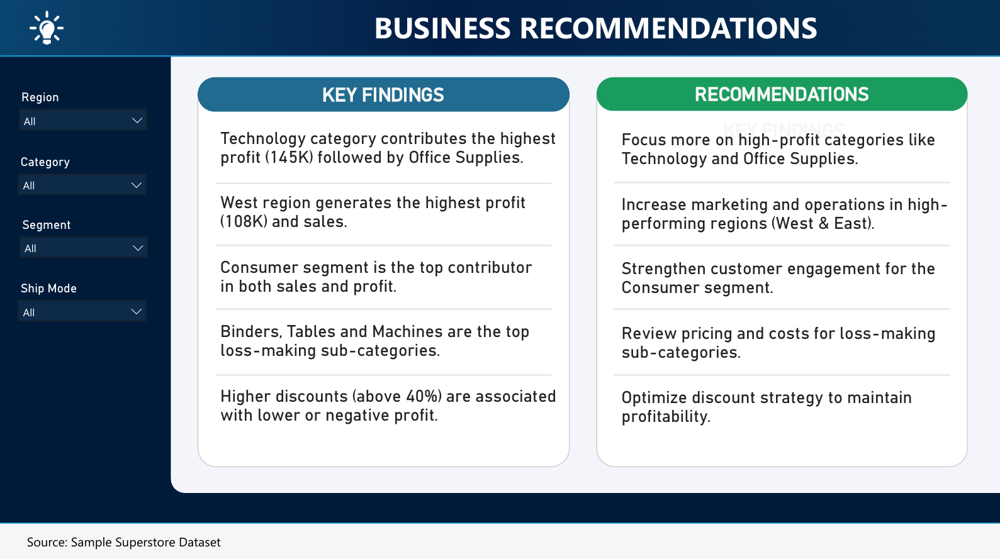 BUSINESS RECOMMENDATIONS
Region
All
Category
All
Segment
All
Ship Mode
All
KEY FINDINGS
Technology category contributes the highest
profit (145K) followed by Office Supplies.
West region generates the highest profit
(108K) and sales.
Consumer segment is the top contributor
in both sales and profit.
Binders, Tables and Machines are the top
loss-making sub-categories.
Higher discounts (above 40%) are associated
with lower or negative profit.
RECOMMENDATIONS
KEY FINDINGS
Focus more on high-profit categories like
Technology and Office Supplies.
Increase marketing and operations in high-
performing regions (West & East).
Strengthen customer engagement for the
Consumer segment.
Review pricing and costs for loss-making
sub-categories.
Optimize discount strategy to maintain
profitability.
Source: Sample Superstore Dataset